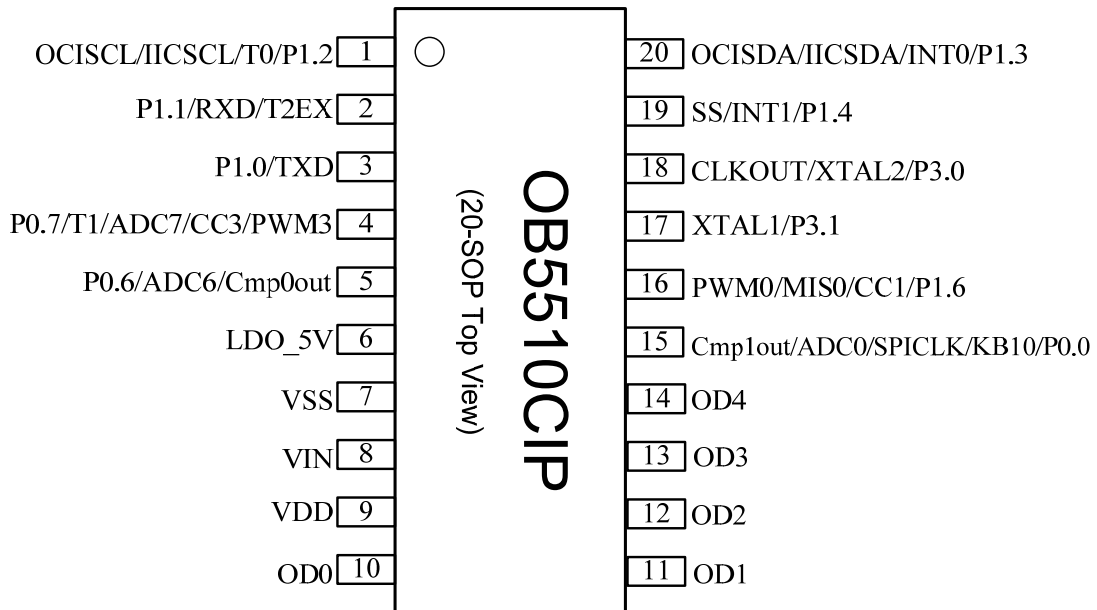 OCISCL/IICSCL/T0/P1.2 1
P1.1/RXD/T2EX 2
P1.0/TXD 3
P0.7/T1/ADC7/CC3/PWM3 4
P0.6/ADC6/Cmp0out 5
LDO_5V 6
VSS 7
VIN 8
VDD 9
OD0 10
OB5510CIP
(20-SOP Top View)
20 OCISDA/IICSDA/INT0/P1.3
19 SS/INT1/P1.4
18 CLKOUT/XTAL2/P3.0
17 XTAL1/P3.1
16 PWM0/MIS0/CC1/P1.6
15 Cmp1out/ADC0/SPICLK/KB10/P0.0
14 OD4
13 OD3
12 OD2
11 OD1